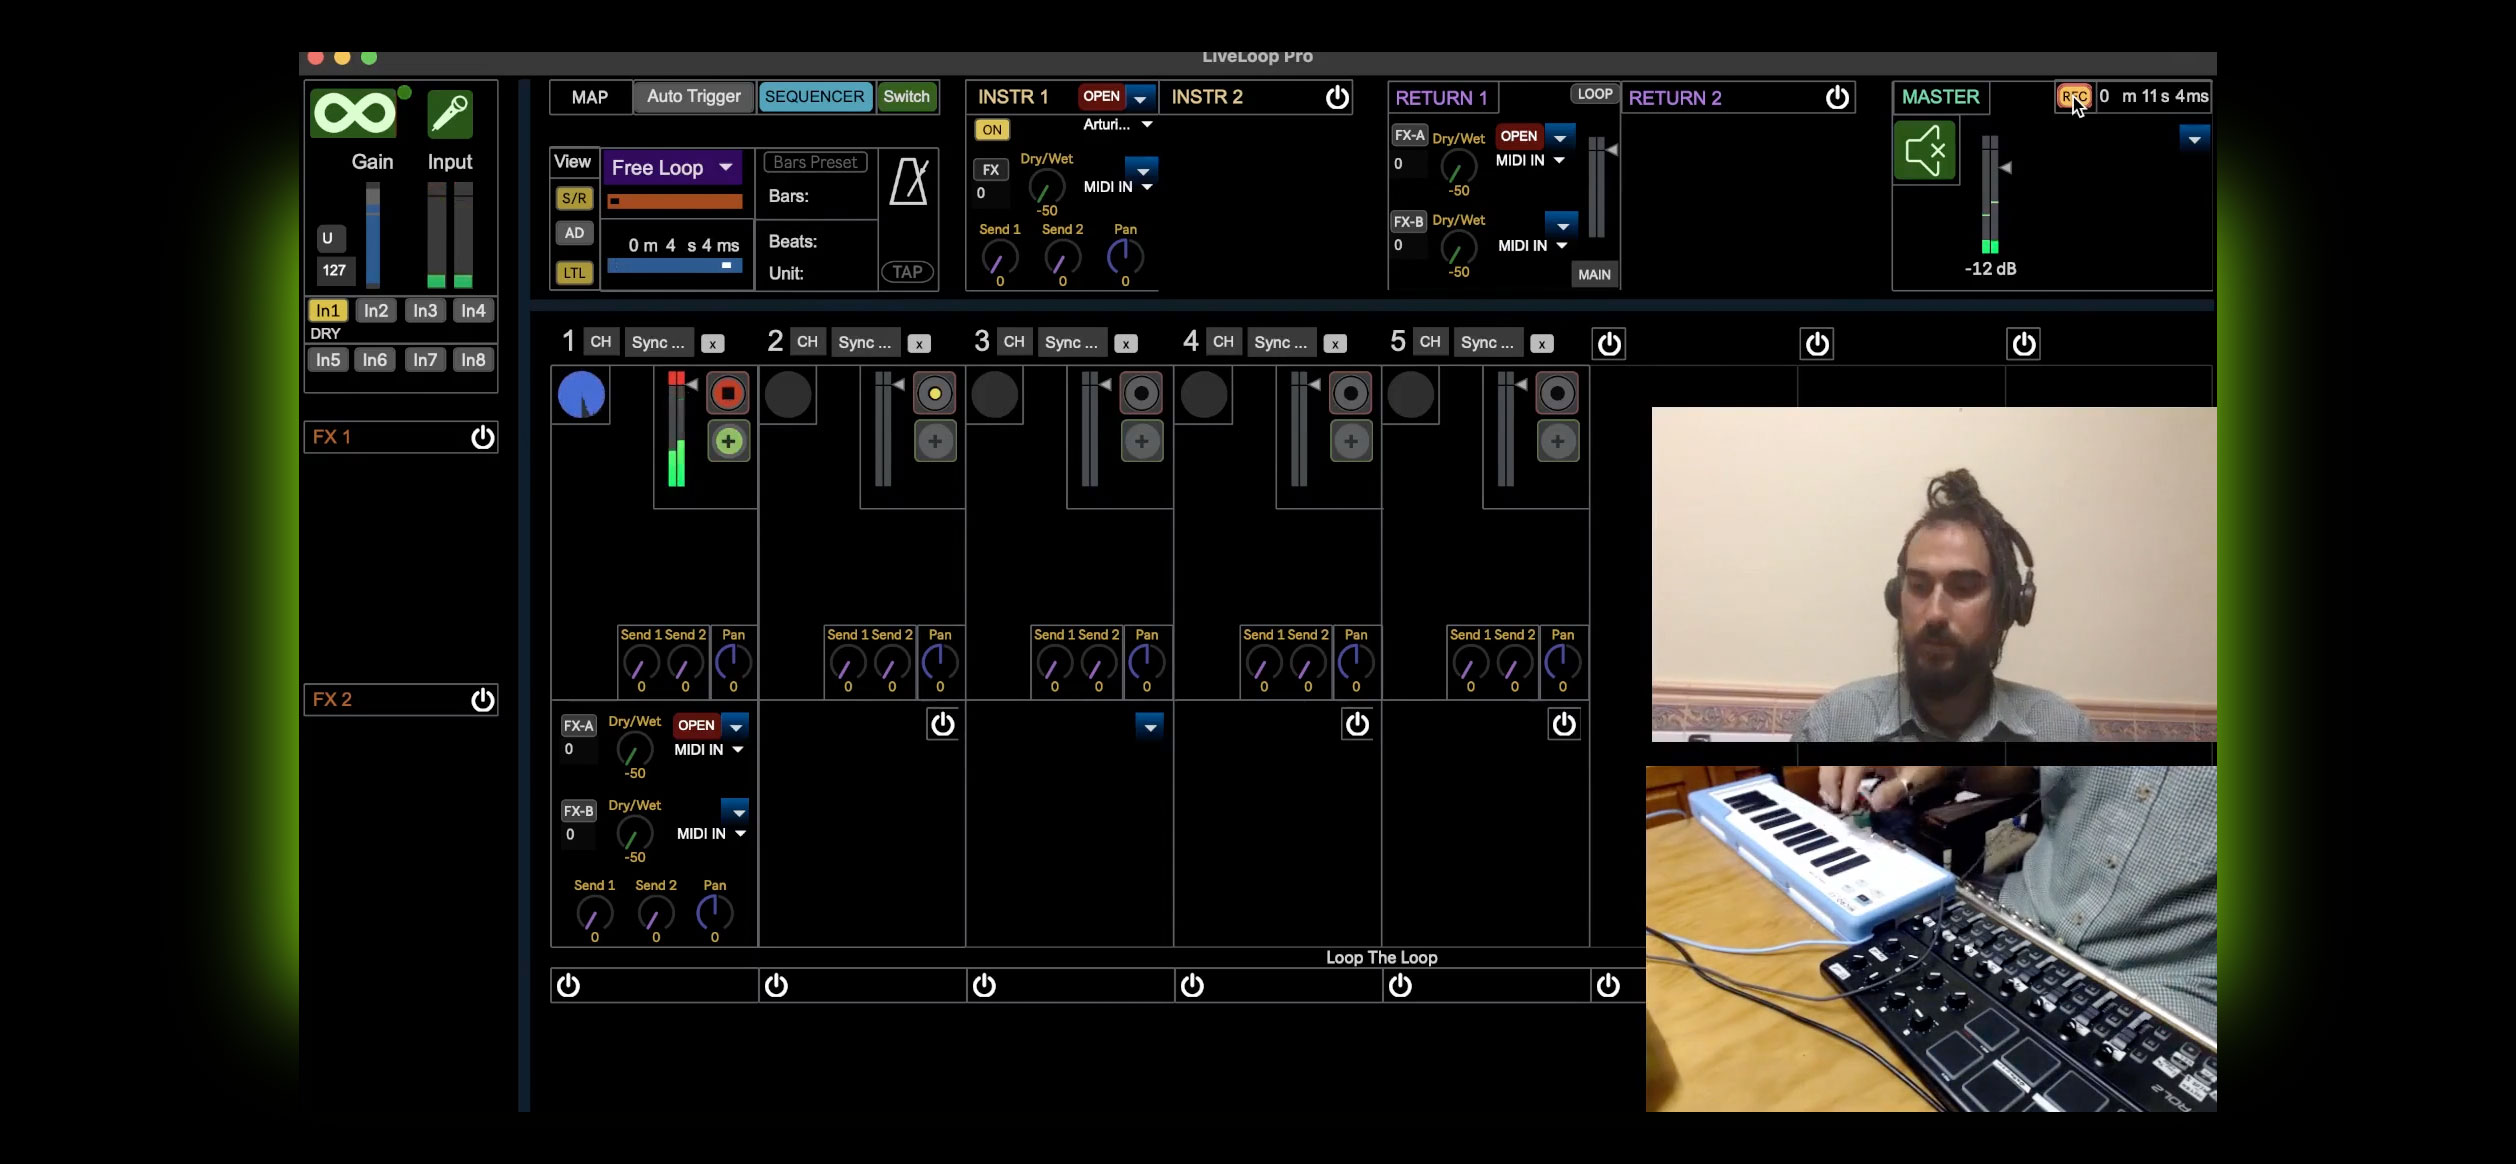 LiveLoop Pro
Gain Input
U
127
In1 In2 In3 In4
DRY
In5 In6 In7 In8
FX 1
FX 2
MAP Auto Trigger SEQUENCER Switch
View Free Loop Bars Preset
S/R Bars:
AD 0 m 4 s 4 ms Beats:
LTL Unit: TAP
INSTR 1 OPEN INSTR 2
ON Arturi...
FX Dry/Wet
0 MIDI IN
-50
Send 1 Send 2 Pan
0 0 0
RETURN 1 LOOP RETURN 2
FX-A Dry/Wet OPEN
0 MIDI IN
-50
FX-B Dry/Wet
0 MIDI IN
-50
MAIN
MASTER REC 0 m 11 s 4 ms
-12 dB
1 CH Sync ... x 2 CH Sync ... x 3 CH Sync ... x 4 CH Sync ... x 5 CH Sync ... x
Send 1 Send 2 Pan Send 1 Send 2 Pan Send 1 Send 2 Pan Send 1 Send 2 Pan Send 1 Send 2 Pan
0 0 0 0 0 0 0 0 0 0 0 0 0 0 0
FX-A Dry/Wet OPEN
0 MIDI IN
-50
FX-B Dry/Wet
0 MIDI IN
-50
Send 1 Send 2 Pan
0 0 0
Loop The Loop